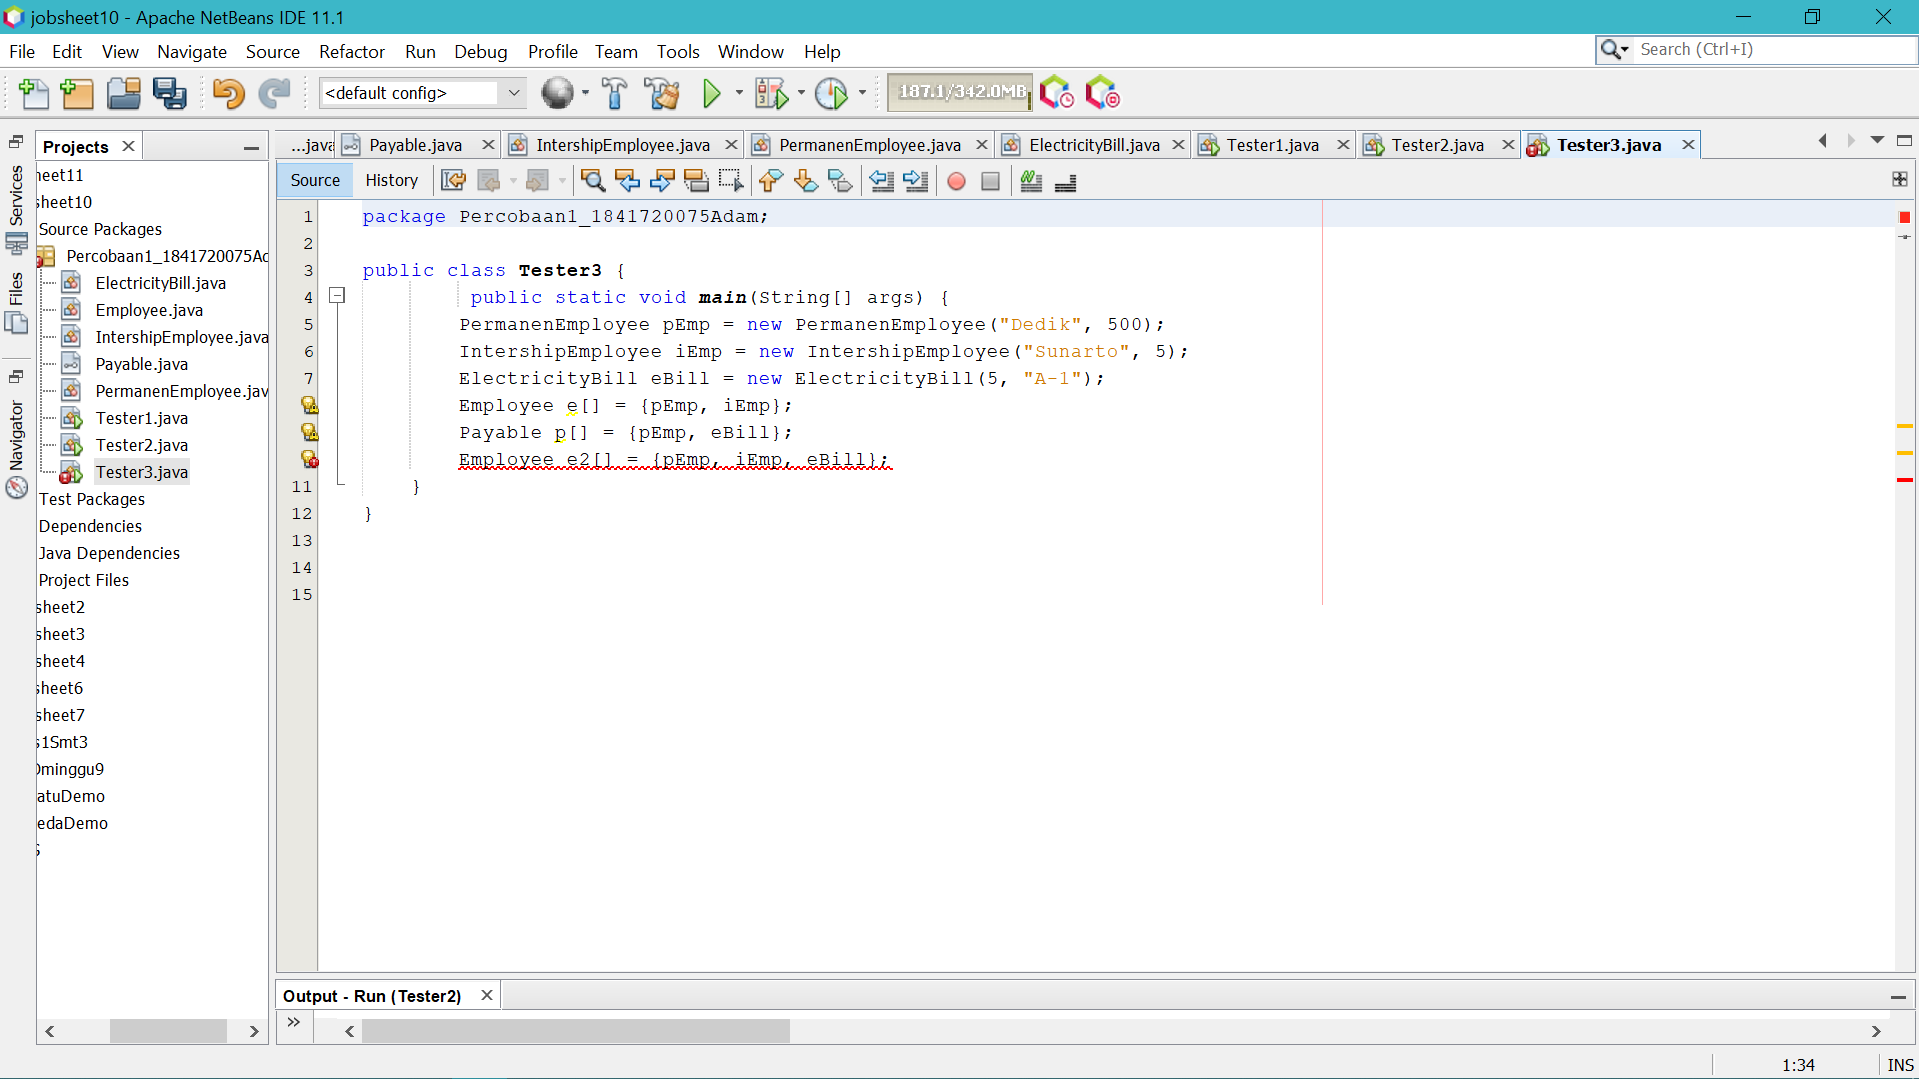 jobsheet10 - Apache NetBeans IDE 11.1
File Edit View Navigate Source Refactor Run Debug Profile Team Tools Window Help
Search (Ctrl+I)
<default config>
187.1/342.0MB
Projects
...java
Payable.java
IntershipEmployee.java
PermanenEmployee.java
ElectricityBill.java
Tester1.java
Tester2.java
Tester3.java
Source
History
Services
Files
Navigator
heet11
sheet10
Source Packages
Percobaan1_1841720075Ad
ElectricityBill.java
Employee.java
IntershipEmployee.java
Payable.java
PermanenEmployee.jav
Tester1.java
Tester2.java
Tester3.java
Test Packages
Dependencies
Java Dependencies
Project Files
sheet2
sheet3
sheet4
sheet6
sheet7
s1Smt3
minggu9
atuDemo
edaDemo
1 package Percobaan1_1841720075Adam;
2
3 public class Tester3 {
4 public static void main(String[] args) {
5 PermanenEmployee pEmp = new PermanenEmployee("Dedik", 500);
6 IntershipEmployee iEmp = new IntershipEmployee("Sunarto", 5);
7 ElectricityBill eBill = new ElectricityBill(5, "A-1");
Employee e[] = {pEmp, iEmp};
Payable p[] = {pEmp, eBill};
Employee e2[] = {pEmp, iEmp, eBill};
11 }
12 }
13
14
15
Output - Run (Tester2)
1:34
INS